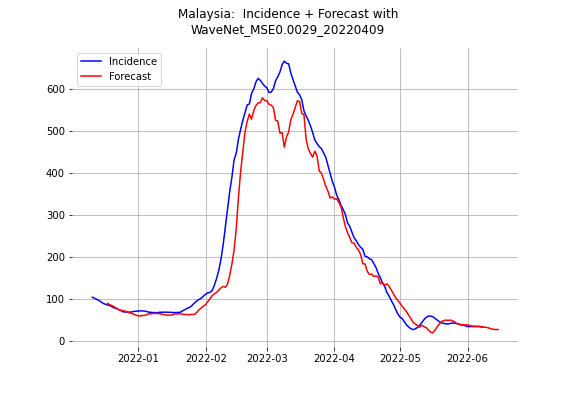 Malaysia:  Incidence + Forecast with
WaveNet_MSE0.0029_20220409
Incidence
Forecast
600
500
400
300
200
100
0
2022-01 2022-02 2022-03 2022-04 2022-05 2022-06